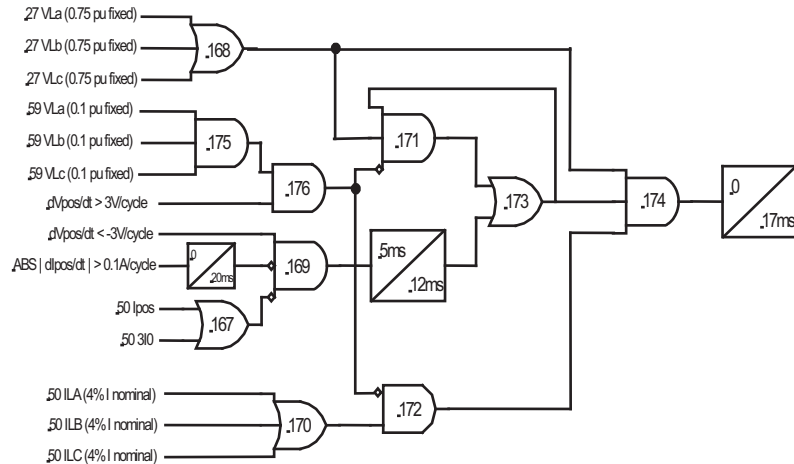 .27 VLa (0.75 pu fixed)
.27 VLb (0.75 pu fixed)
.27 VLc (0.75 pu fixed)
.168
.59 VLa (0.1 pu fixed)
.59 VLb (0.1 pu fixed)
.59 VLc (0.1 pu fixed)
.175
.176
.171
.dVpos/dt > 3V/cycle
.173
.174
.0
.17ms
.dVpos/dt < -3V/cycle
.ABS | dIpos/dt | > 0.1A/cycle
.0
.20ms
.169
.5ms
.12ms
.50 Ipos
.50 3I0
.167
.50 ILA (4% I nominal)
.50 ILB (4% I nominal)
.50 ILC (4% I nominal)
.170
.172